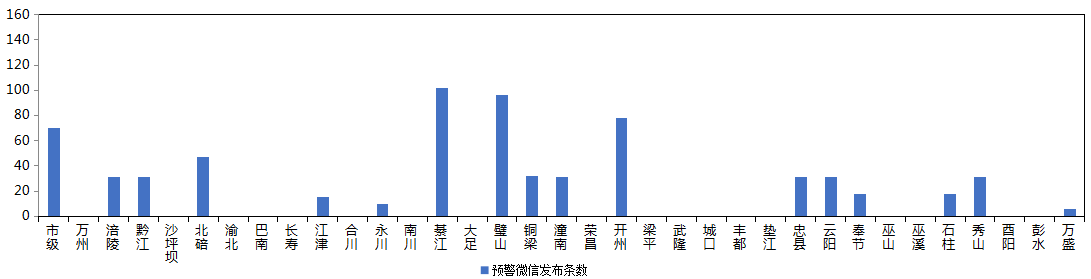 160
140
120
100
80
60
40
20
0
市级
万州
涪陵
黔江
沙坪坝
北碚
渝北
巴南
长寿
江津
合川
永川
南川
綦江
大足
璧山
铜梁
潼南
荣昌
开州
梁平
武隆
城口
丰都
垫江
忠县
云阳
奉节
巫山
巫溪
石柱
秀山
酉阳
彭水
万盛
预警微信发布条数